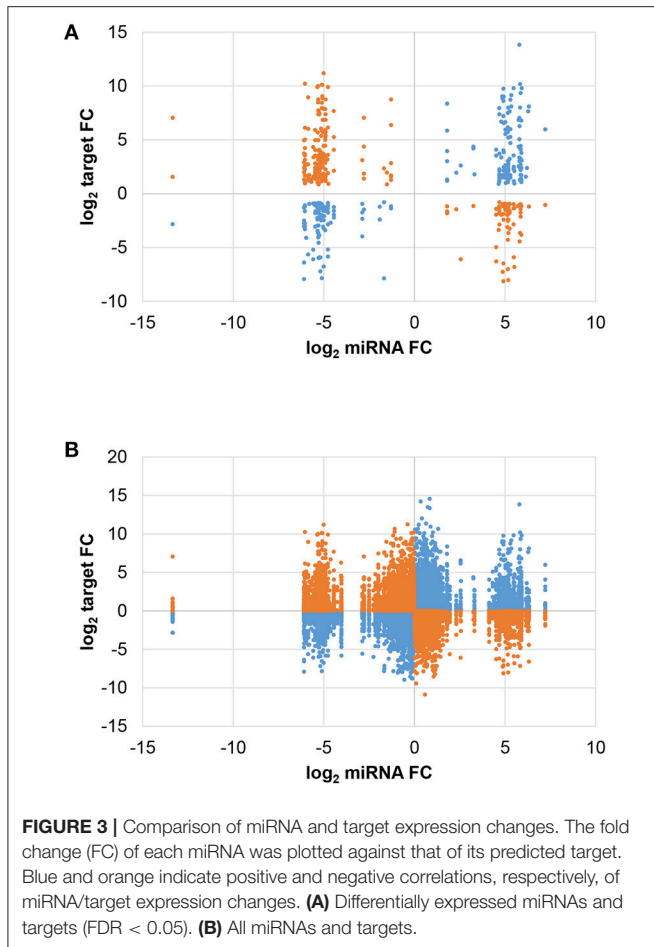 A
15
10
5
0
-5
-10
log₂ target FC
-15
-10
-5
0
5
10
log₂ miRNA FC
B
20
15
10
5
0
-5
-10
-15
log₂ target FC
-15
-10
-5
0
5
10
log₂ miRNA FC
FIGURE 3 | Comparison of miRNA and target expression changes. The fold
change (FC) of each miRNA was plotted against that of its predicted target.
Blue and orange indicate positive and negative correlations, respectively, of
miRNA/target expression changes. (A) Differentially expressed miRNAs and
targets (FDR < 0.05). (B) All miRNAs and targets.